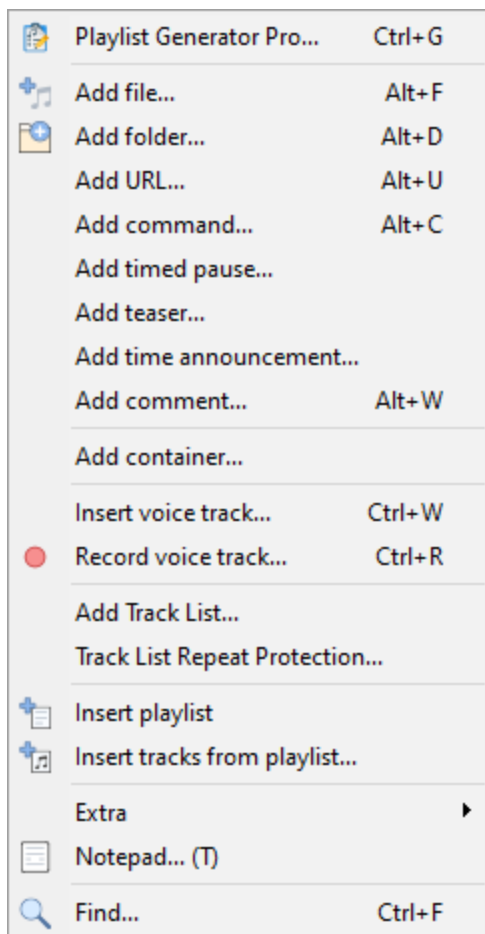 Playlist Generator Pro... Ctrl+G
Add file... Alt+F
Add folder... Alt+D
Add URL... Alt+U
Add command... Alt+C
Add timed pause...
Add teaser...
Add time announcement...
Add comment... Alt+W
Add container...
Insert voice track... Ctrl+W
Record voice track... Ctrl+R
Add Track List...
Track List Repeat Protection...
Insert playlist
Insert tracks from playlist...
Extra
Notepad... (T)
Find... Ctrl+F